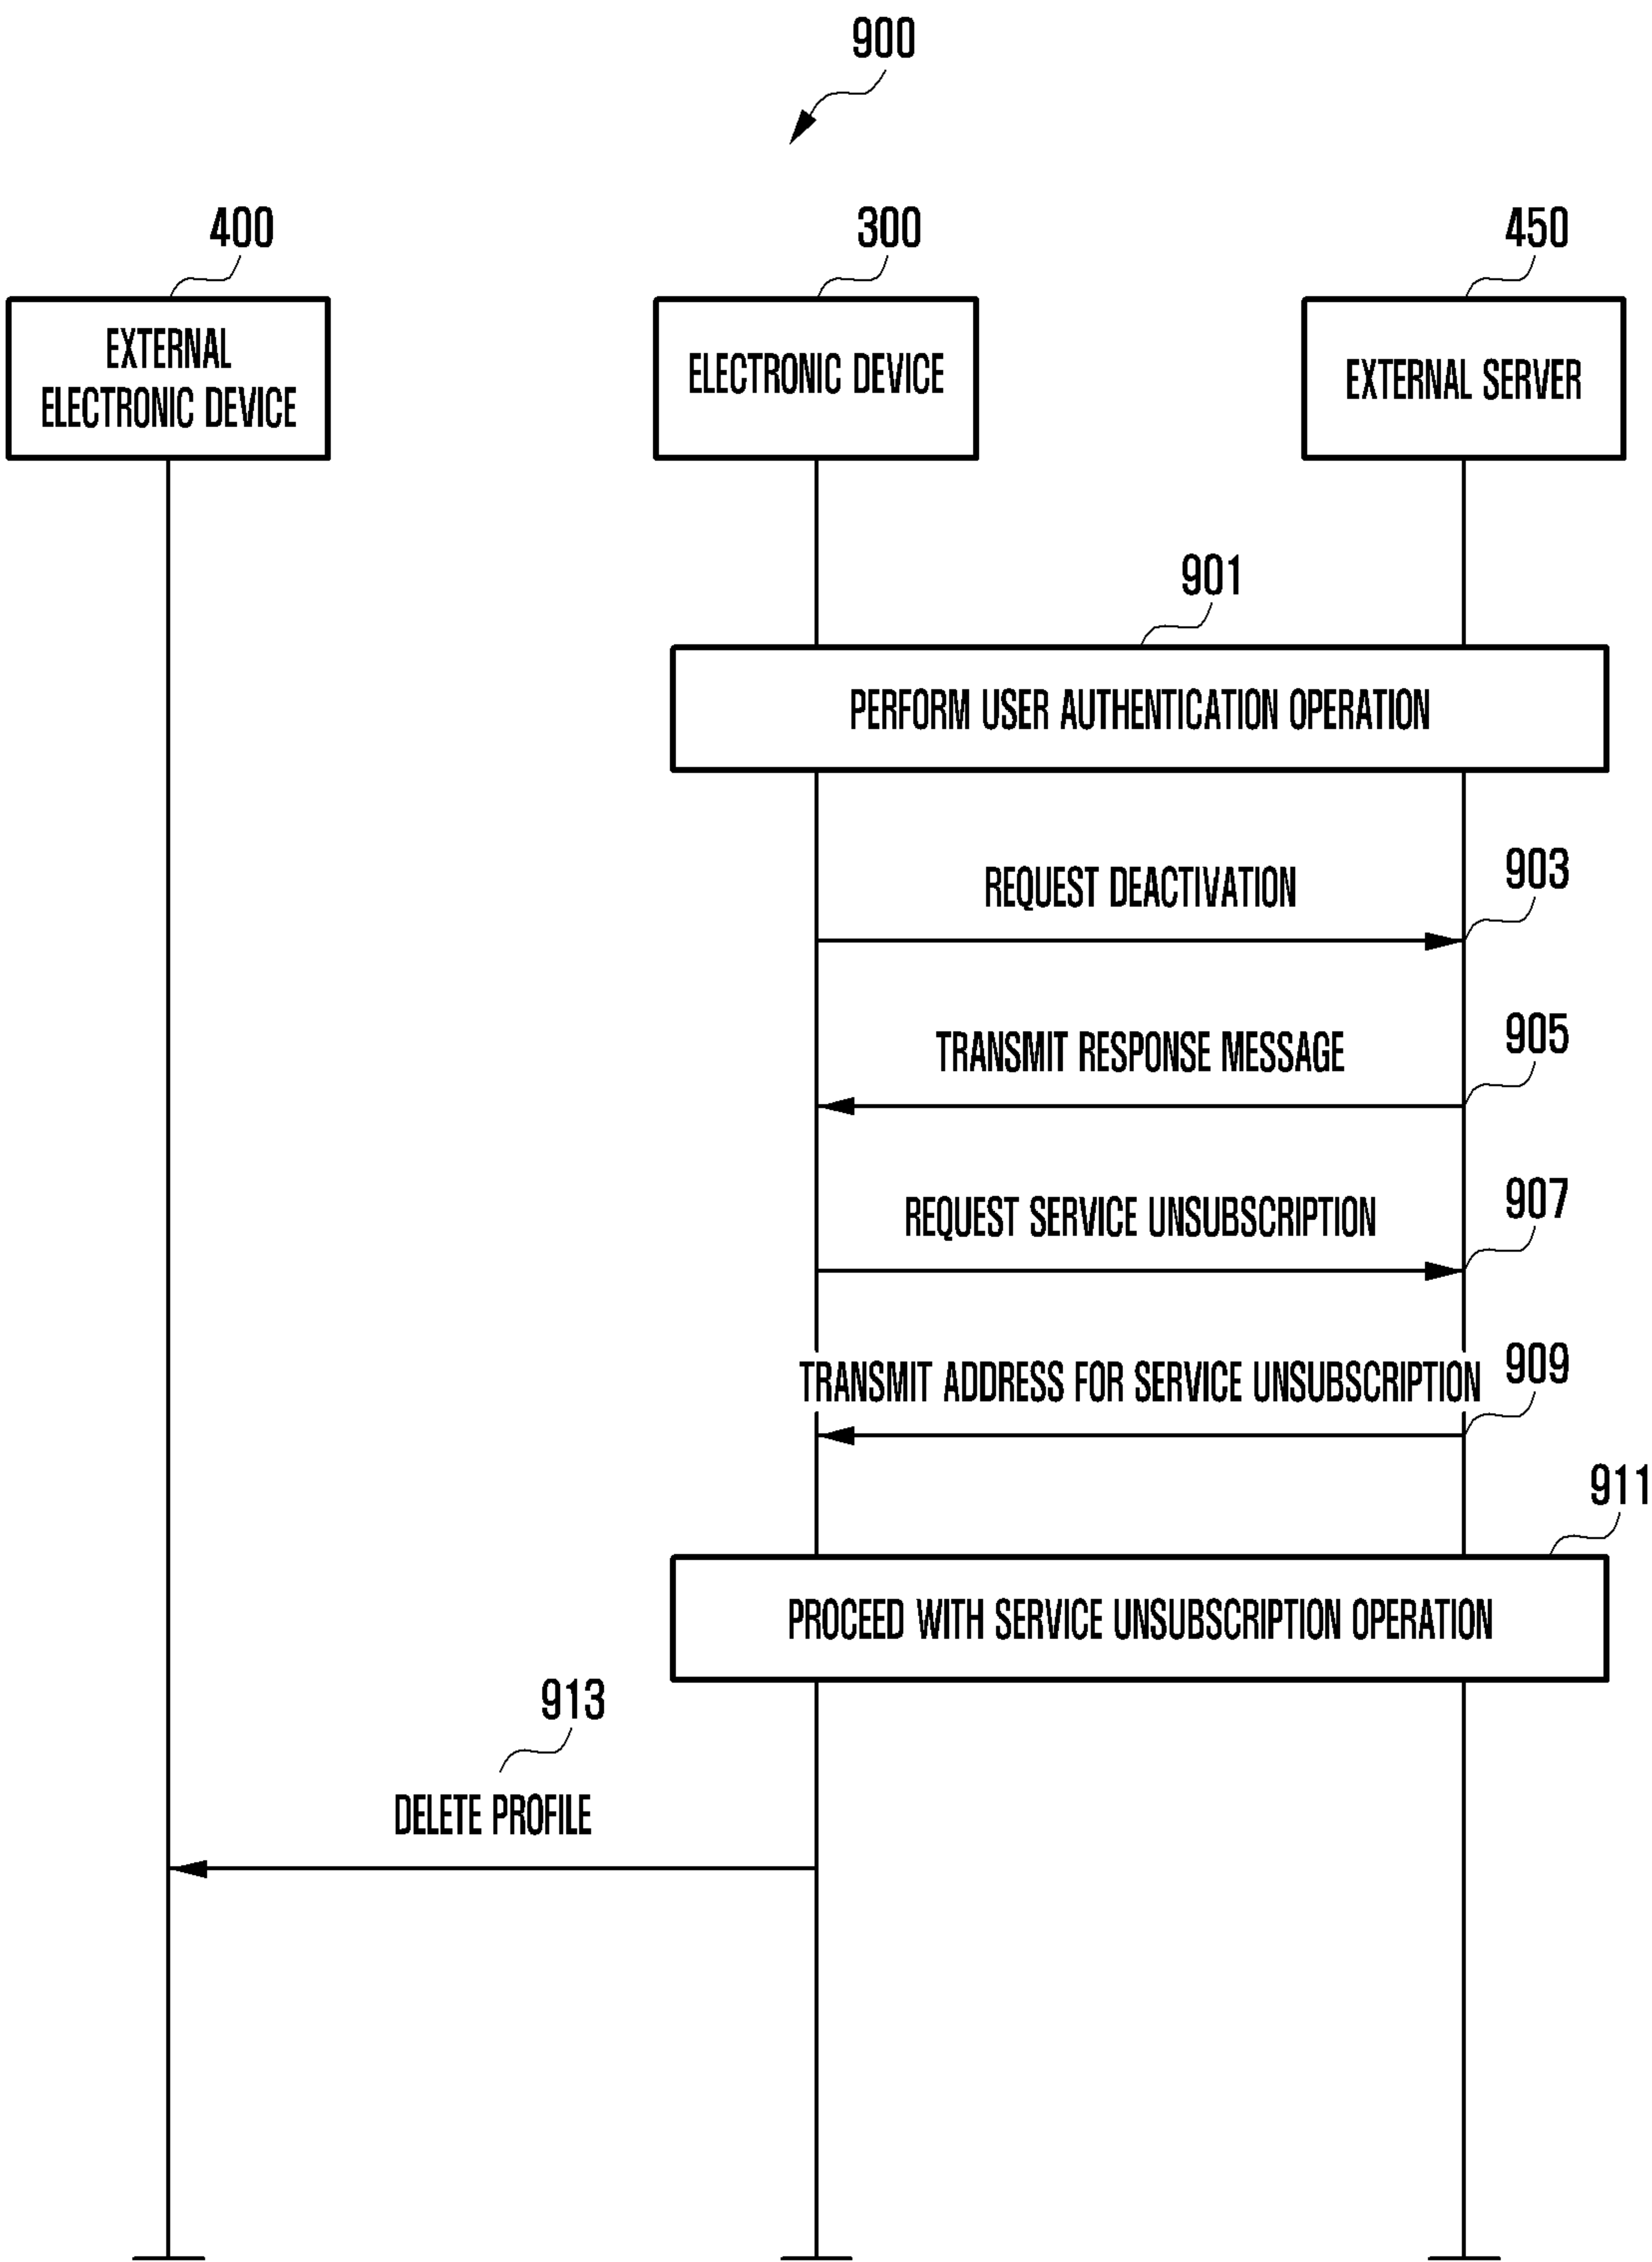 900
400
300
450
EXTERNAL
ELECTRONIC DEVICE
ELECTRONIC DEVICE
EXTERNAL SERVER
901
PERFORM USER AUTHENTICATION OPERATION
REQUEST DEACTIVATION
903
TRANSMIT RESPONSE MESSAGE
905
REQUEST SERVICE UNSUBSCRIPTION
907
TRANSMIT ADDRESS FOR SERVICE UNSUBSCRIPTION
909
911
PROCEED WITH SERVICE UNSUBSCRIPTION OPERATION
913
DELETE PROFILE